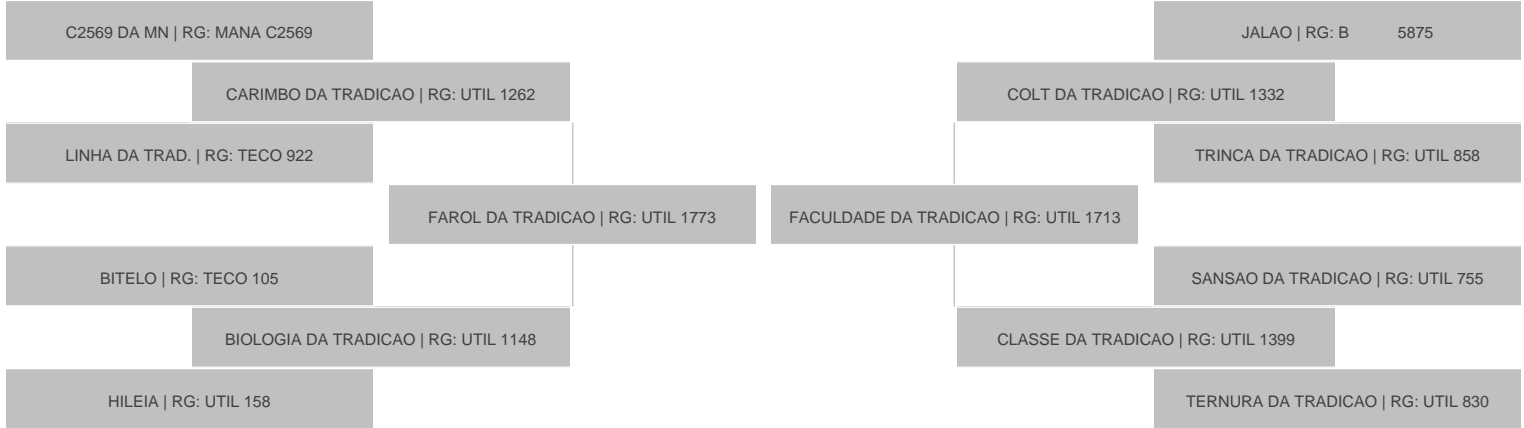 C2569 DA MN | RG: MANA C2569
JALAO | RG: B 5875
CARIMBO DA TRADICAO | RG: UTIL 1262
COLT DA TRADICAO | RG: UTIL 1332
LINHA DA TRAD. | RG: TECO 922
TRINCA DA TRADICAO | RG: UTIL 858
FAROL DA TRADICAO | RG: UTIL 1773
FACULDADE DA TRADICAO | RG: UTIL 1713
BITELO | RG: TECO 105
SANSAO DA TRADICAO | RG: UTIL 755
BIOLOGIA DA TRADICAO | RG: UTIL 1148
CLASSE DA TRADICAO | RG: UTIL 1399
HILEIA | RG: UTIL 158
TERNURA DA TRADICAO | RG: UTIL 830